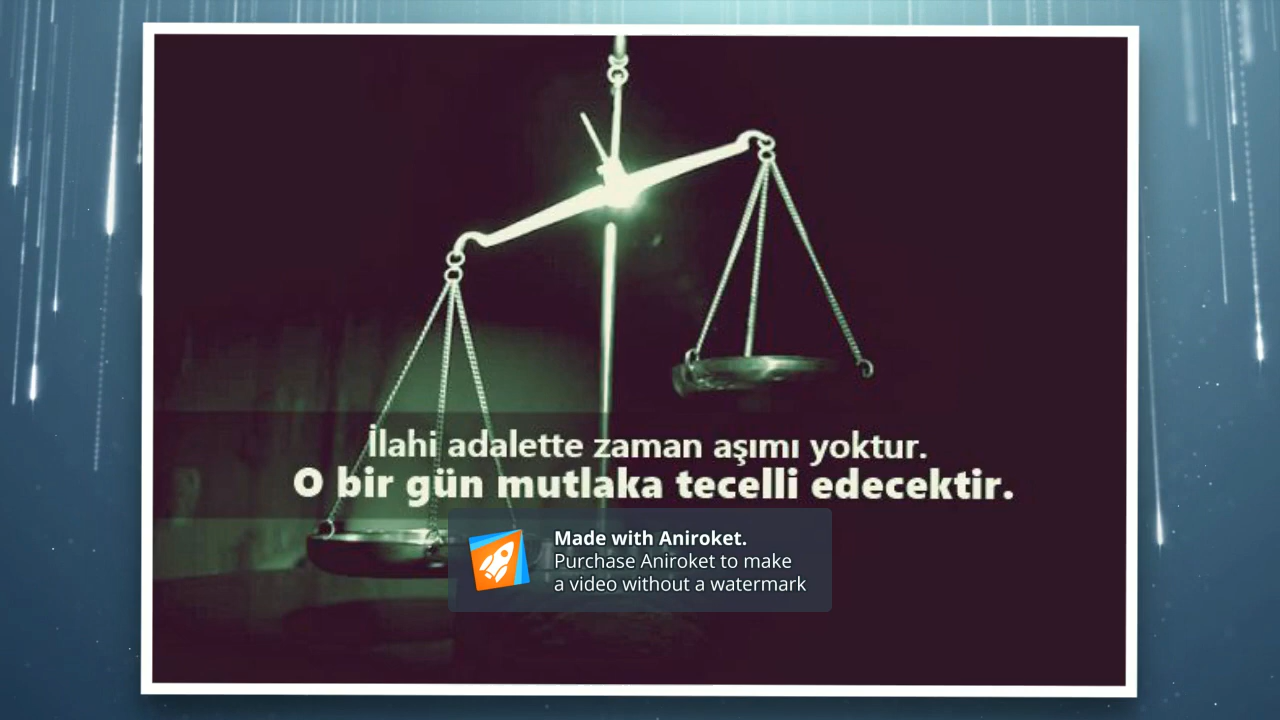 İlahi adalette zaman aşımı yoktur.
O bir gün mutlaka tecelli edecektir.
Made with Aniroket.
Purchase Aniroket to make
a video without a watermark